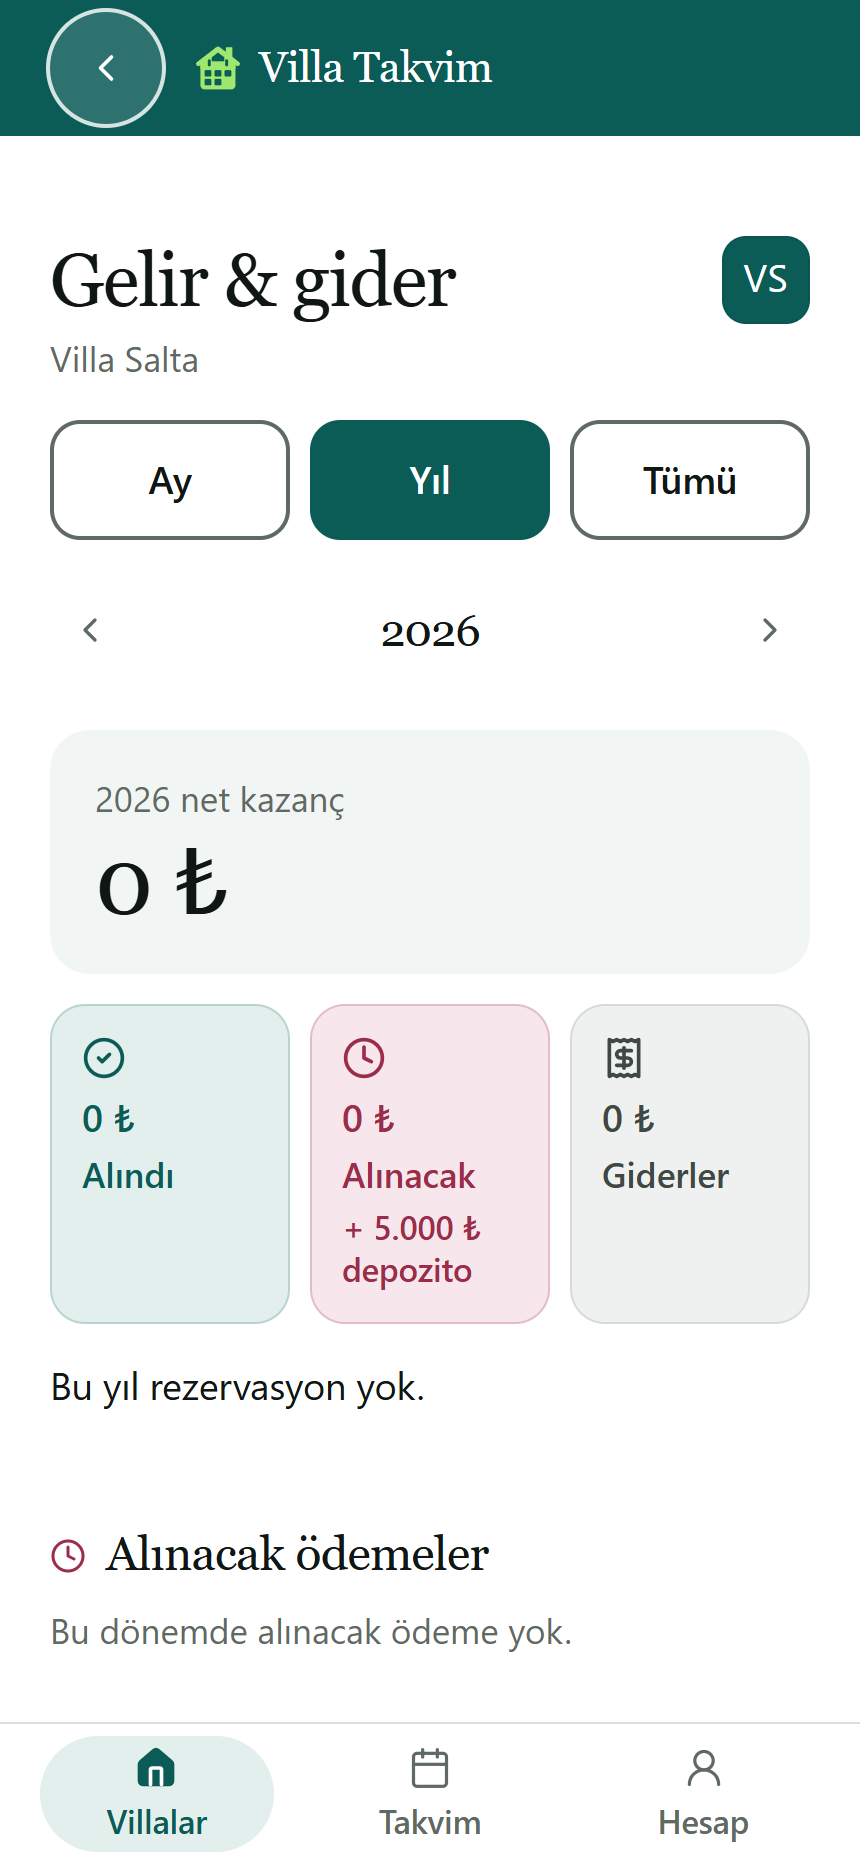 Villa Takvim
Gelir & gider
VS
Villa Salta
Ay
Yıl
Tümü
2026
2026 net kazanç
0 ₺
0 ₺
Alındı
0 ₺
Alınacak
+ 5.000 ₺
depozito
0 ₺
Giderler
Bu yıl rezervasyon yok.
Alınacak ödemeler
Bu dönemde alınacak ödeme yok.
Villalar
Takvim
Hesap